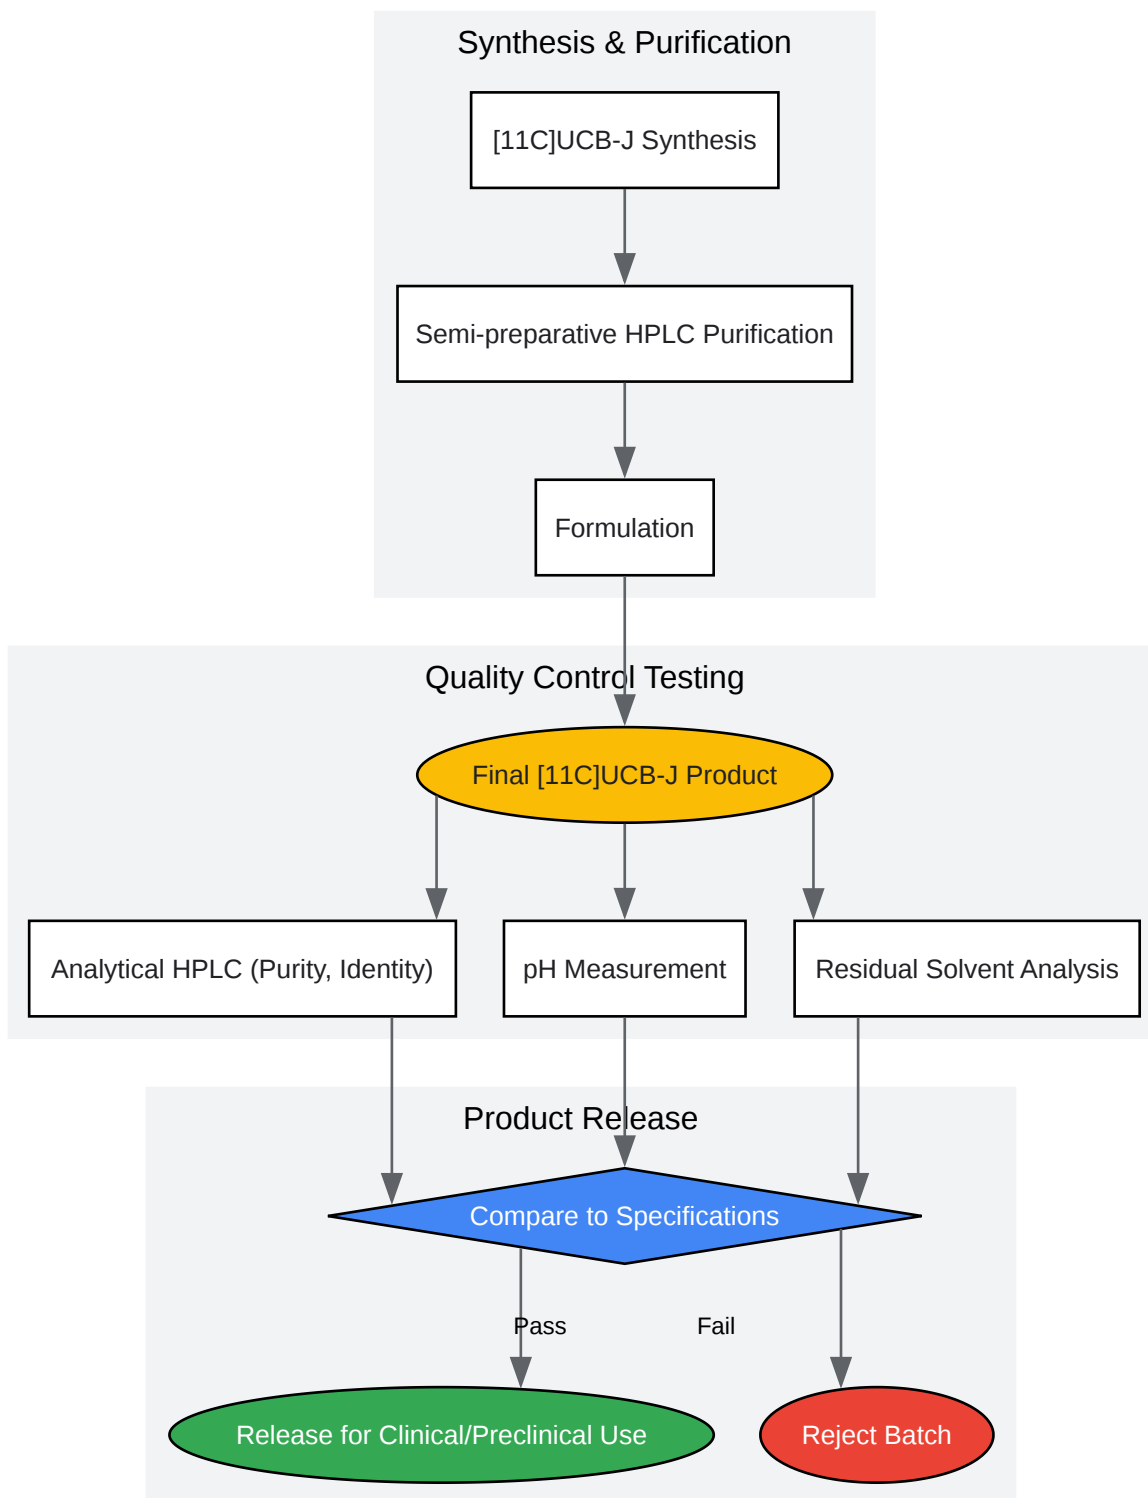 Synthesis & Purification
[11C]UCB-J Synthesis
Semi-preparative HPLC Purification
Formulation
Quality Control Testing
Final [11C]UCB-J Product
Analytical HPLC (Purity, Identity)
pH Measurement
Residual Solvent Analysis
Product Release
Compare to Specifications
Pass
Fail
Release for Clinical/Preclinical Use
Reject Batch